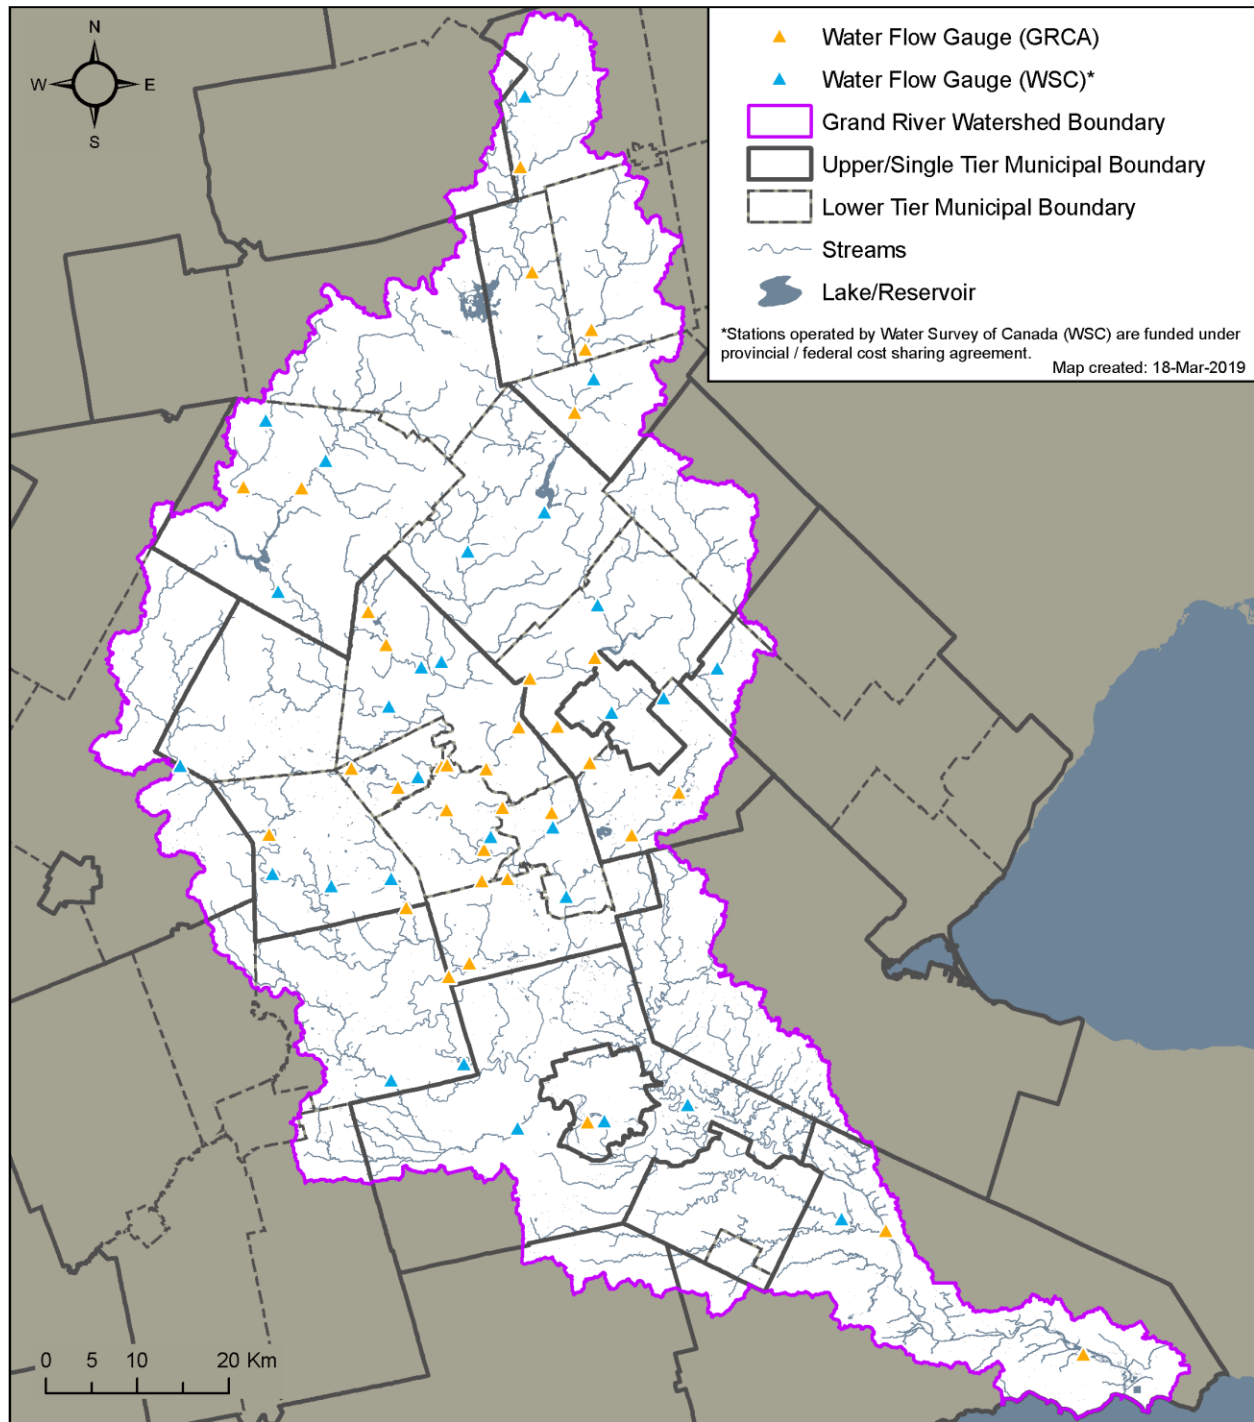 N
W
E
S
Water Flow Gauge (GRCA)
Water Flow Gauge (WSC)*
Grand River Watershed Boundary
Upper/Single Tier Municipal Boundary
Lower Tier Municipal Boundary
Streams
Lake/Reservoir
*Stations operated by Water Survey of Canada (WSC) are funded under
provincial / federal cost sharing agreement.
Map created: 18-Mar-2019
0 5 10 20 Km